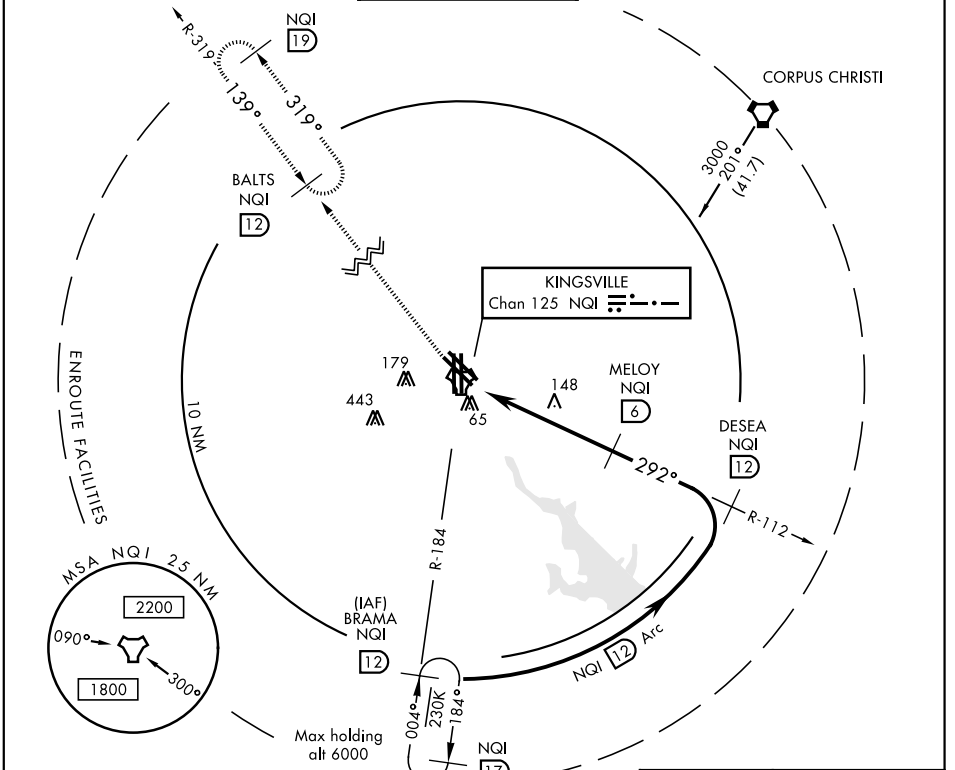 NQI
19
R-319
139°
319°
CORPUS CHRISTI
3000
201°
(41.7)
BALTS
NQI
12
KINGSVILLE
Chan 125 NQI
179
148
443
65
MELOY
NQI
6
DESEA
NQI
12
ENROUTE FACILITIES
10 NM
292°
R-112
R-184
MSA NQI 25 NM
2200
090°
1800
300°
(IAF)
BRAMA
NQI
12
NQI 12 Arc
004°
230K
184°
Max holding
alt 6000
NQI
17